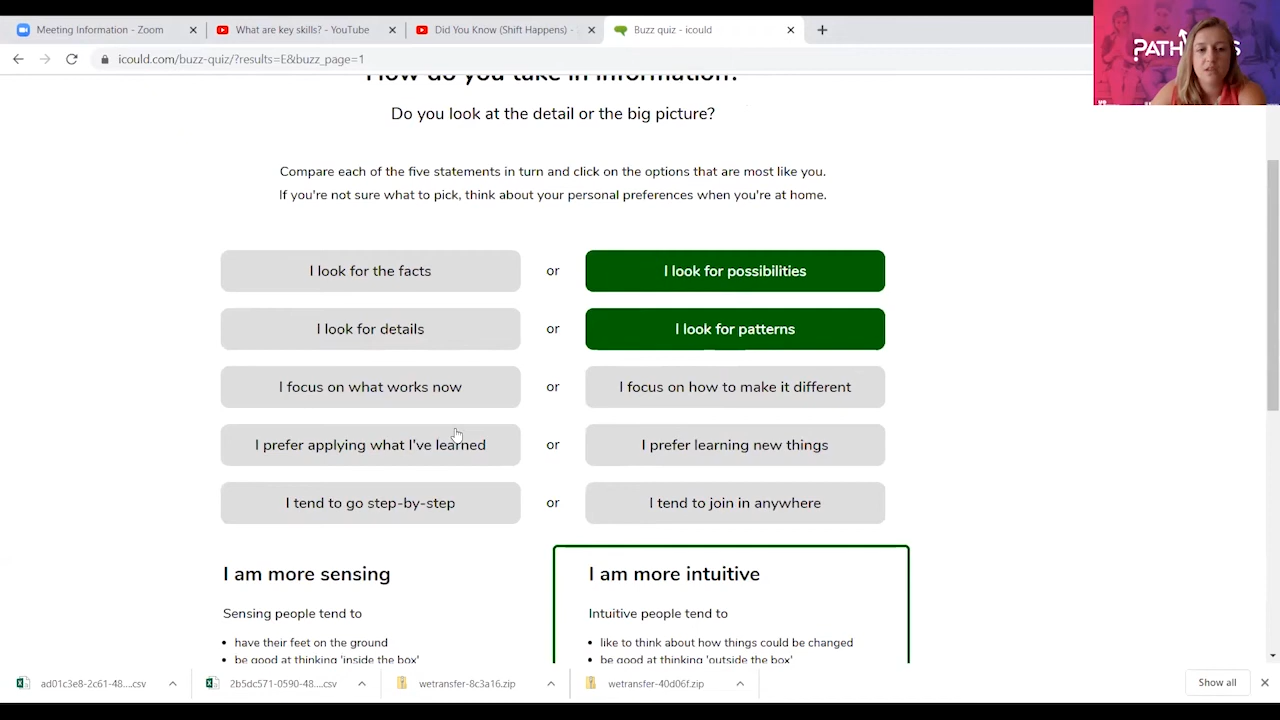 Meeting Information - Zoom
What are key skills? - YouTube
Did You Know (Shift Happens) -
Buzz quiz - icould
icould.com/buzz-quiz/?results=E&buzz_page=1
How do you take in information?
Do you look at the detail or the big picture?
Compare each of the five statements in turn and click on the options that are most like you.
If you're not sure what to pick, think about your personal preferences when you're at home.
I look for the facts or I look for possibilities
I look for details or I look for patterns
I focus on what works now or I focus on how to make it different
I prefer applying what I've learned or I prefer learning new things
I tend to go step-by-step or I tend to join in anywhere
I am more sensing
Sensing people tend to
• have their feet on the ground
• be good at thinking 'inside the box'
I am more intuitive
Intuitive people tend to
• like to think about how things could be changed
• be good at thinking 'outside the box'
ad01c3e8-2c61-48....csv
2b5dc571-0590-48....csv
wetransfer-8c3a16.zip
wetransfer-40d06f.zip
Show all